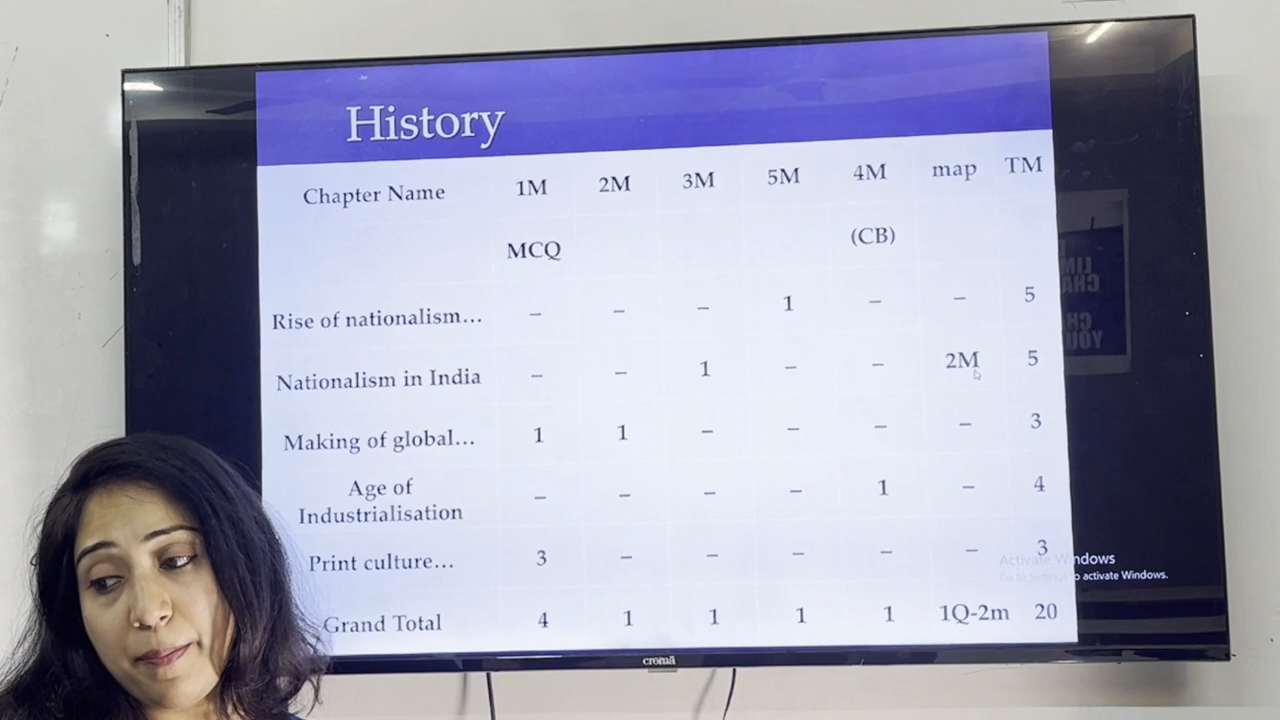 History
Chapter Name 1M 2M 3M 5M 4M map TM
MCQ (CB)
Rise of nationalism... – – – 1 – – 5
Nationalism in India – – 1 – – 2M 5
Making of global... 1 1 – – – – 3
Age of
Industrialisation – – – – 1 – 4
Print culture... 3 – – – – – 3
Grand Total 4 1 1 1 1 1Q-2m 20
Activate Windows
Go to Settings to activate Windows.
croma
LIM
CHA
YOU